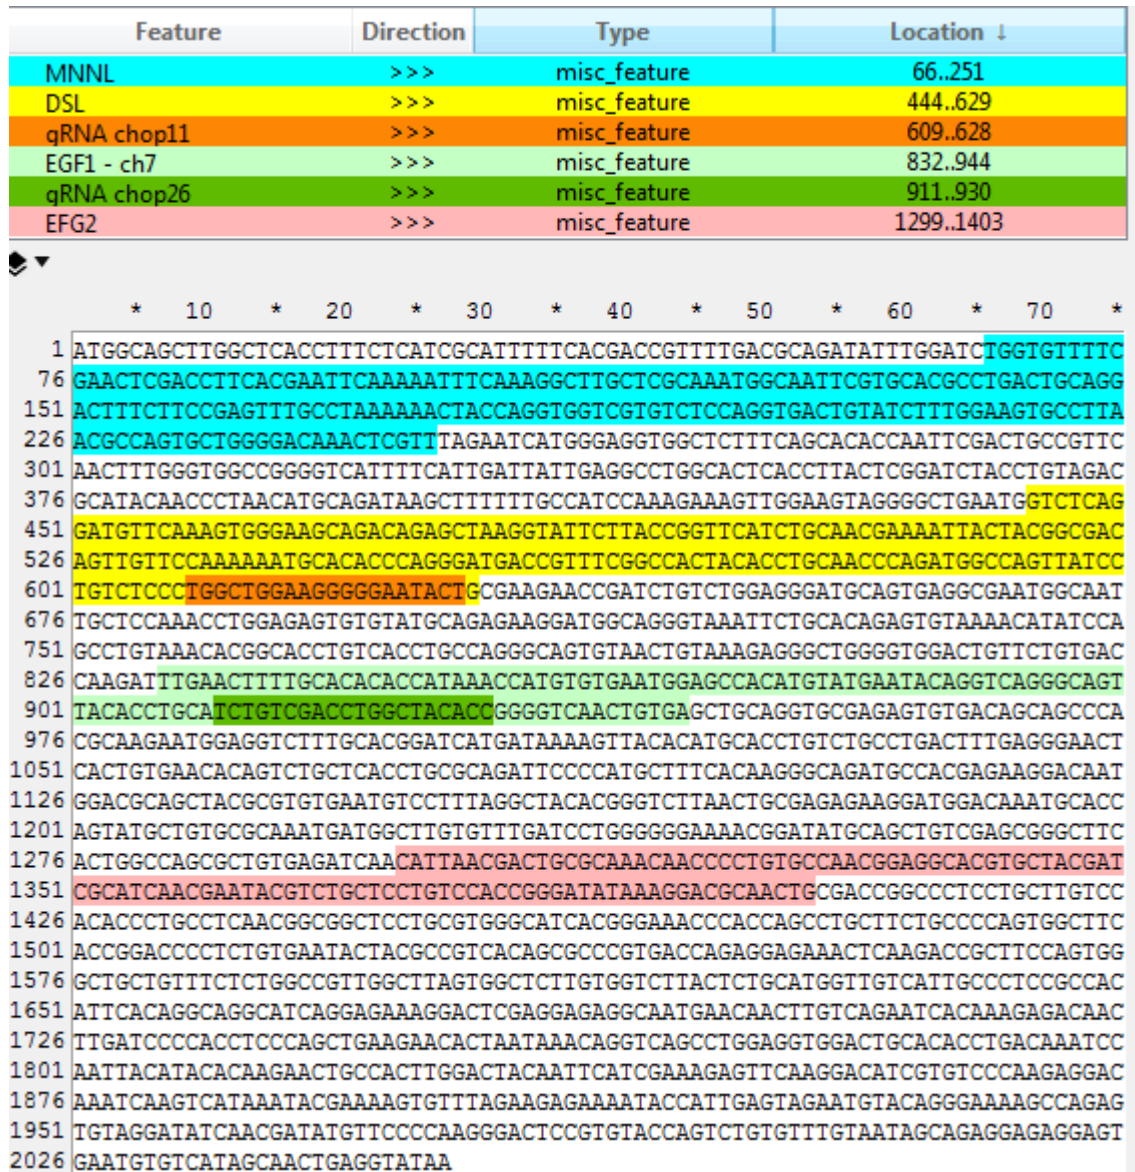 Feature Direction Type Location ↓
MNNL >>> misc_feature 66..251
DSL >>> misc_feature 444..629
gRNA chop11 >>> misc_feature 609..628
EGF1 - ch7 >>> misc_feature 832..944
gRNA chop26 >>> misc_feature 911..930
EFG2 >>> misc_feature 1299..1403
* 10 * 20 * 30 * 40 * 50 * 60 * 70 *
1 ATGGCAGCTTGGCTCACCTTTCTCATCGCATTTTTCACGACCGTTTTGACGCAGATATTTGGATCTGGTGTTTTC
76 GAACTCGACCTTCACGAATTCAAAAATTTCAAAGGCTTGCTCGCAAATGGCAATTCGTGCACGCCTGACTGCAGG
151 ACTTTCTTCCGAGTTTGCCTAAAAAACTACCAGGTGGTCGTGTCTCCAGGTGACTGTATCTTTGGAAGTGCCTTA
226 ACGCCAGTGCTGGGGACAAACTCGTTTAGAATCATGGGAGGTGGCTCTTTCAGCACACCAATTCGACTGCCGTTC
301 AACTTTGGGTGGCCGGGGTCATTTTCATTGATTATTGAGGCCTGGCACTCACCTTACTCGGATCTACCTGTAGAC
376 GCATACAACCCTAACATGCAGATAAGCTTTTTTGCCATCCAAAGAAAGTTGGAAGTAGGGGCTGAATGGTCTCAG
451 GATGTTCAAAGTGGGAAGCAGACAGAGCTAAGGTATTCTTACCGGTTCATCTGCAACGAAAATTACTACGGCGAC
526 AGTTGTTCCAAAAAATGCACACCCAGGGATGACCGTTTCGGCCACTACACCTGCAACCCAGATGGCCAGTTATCC
601 TGTCTCCCTGGCTGGAAGGGGGAATACTGCGAAGAACCGATCTGTCTGGAGGGATGCAGTGAGGCGAATGGCAAT
676 TGCTCCAAACCTGGAGAGTGTGTATGCAGAGAAGGATGGCAGGGTAAATTCTGCACAGAGTGTAAAACATATCCA
751 GCCTGTAAACACGGCACCTGTCACCTGCCAGGGCAGTGTAACTGTAAAGAGGGCTGGGGTGGACTGTTCTGTGAC
826 CAAGATTTGAACTTTTGCACACACCATAAACCATGTGTGAATGGAGCCACATGTATGAATACAGGTCAGGGCAGT
901 TACACCTGCATCTGTCGACCTGGCTACACCGGGGTCAACTGTGAGCTGCAGGTGCGAGAGTGTGACAGCAGCCCA
976 CGCAAGAATGGAGGTCTTTGCACGGATCATGATAAAAGTTACACATGCACCTGTCTGCCTGACTTTGAGGGAACT
1051 CACTGTGAACACAGTCTGCTCACCTGCGCAGATTCCCCATGCTTTCACAAGGGCAGATGCCACGAGAAGGACAAT
1126 GGACGCAGCTACGCGTGTGAATGTCCTTTAGGCTACACGGGTCTTAACTGCGAGAGAAGGATGGACAAATGCACC
1201 AGTATGCTGTGCGCAAATGATGGCTTGTGTTTGATCCTGGGGGGAAAACGGATATGCAGCTGTCGAGCGGGCTTC
1276 ACTGGCCAGCGCTGTGAGATCAACATTAACGACTGCGCAAACAACCCCTGTGCCAACGGAGGCACGTGCTACGAT
1351 CGCATCAACGAATACGTCTGCTCCTGTCCACCGGGATATAAAGGACGCAACTGCGACCGGCCCTCCTGCTTGTCC
1426 ACACCCTGCCTCAACGGCGGCTCCTGCGTGGGCATCACGGGAAACCCACCAGCCTGCTTCTGCCCCAGTGGCTTC
1501 ACCGGACCCCTCTGTGAATACTACGCCGTCACAGCGCCCGTGACCAGAGGAGAAACTCAAGACCGCTTCCAGTGG
1576 GCTGCTGTTTCTCTGGCCGTTGGCTTAGTGGCTCTTGTGGTCTTACTCTGCATGGTTGTCATTGCCCTCCGCCAC
1651 ATTCACAGGCAGGCATCAGGAGAAAGGACTCGAGGAGAGGCAATGAACAACTTGTCAGAATCACAAAGAGACAAC
1726 TTGATCCCCACCTCCCAGCTGAAGAACACTAATAAACAGGTCAGCCTGGAGGTGGACTGCACACCTGACAAATCC
1801 AATTACATACACAAGAACTGCCACTTGGACTACAATTCATCGAAAGAGTTCAAGGACATCGTGTCCCAAGAGGAC
1876 AAATCAAGTCATAAATACGAAAAGTGTTTAGAAGAGAAAATACCATTGAGTAGAATGTACAGGGAAAAGCCAGAG
1951 TGTAGGATATCAACGATATGTTCCCCAAGGGACTCCGTGTACCAGTCTGTGTTTGTAATAGCAGAGGAGAGGAGT
2026 GAATGTGTCATAGCAACTGAGGTATAA